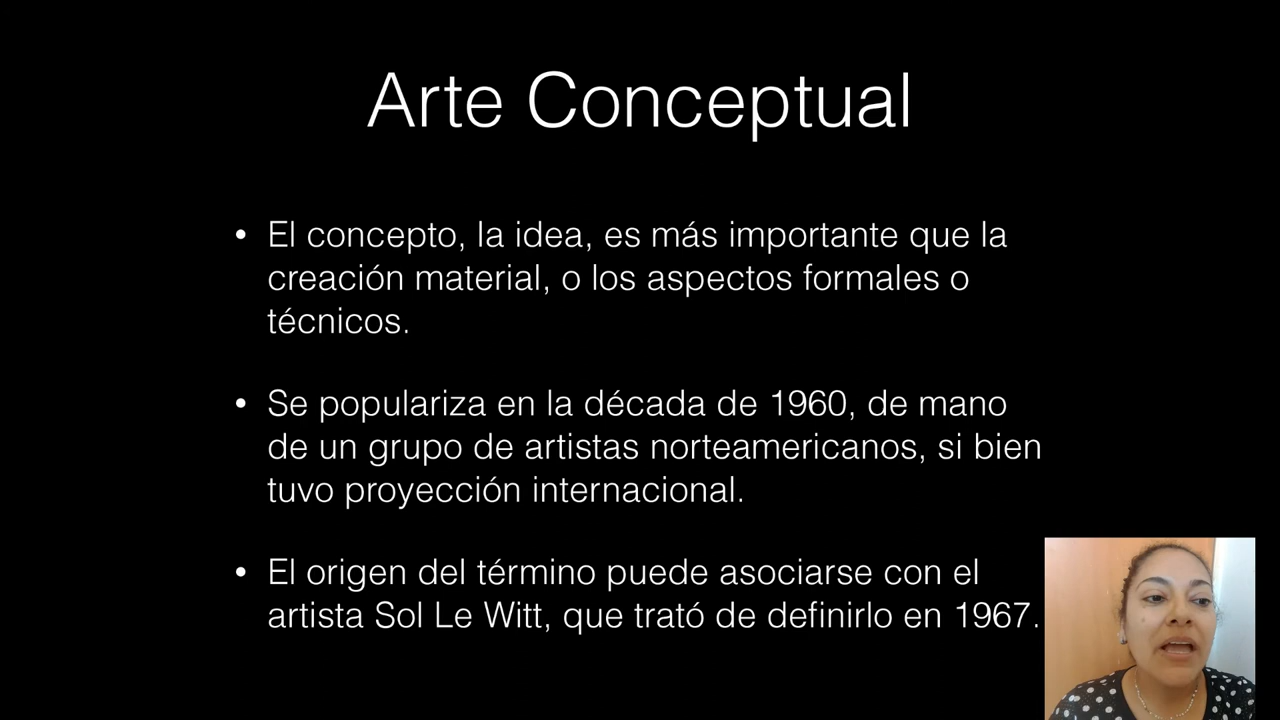 Arte Conceptual
• El concepto, la idea, es más importante que la
creación material, o los aspectos formales o
técnicos.
• Se populariza en la década de 1960, de mano
de un grupo de artistas norteamericanos, si bien
tuvo proyección internacional.
• El origen del término puede asociarse con el
artista Sol Le Witt, que trató de definirlo en 1967.